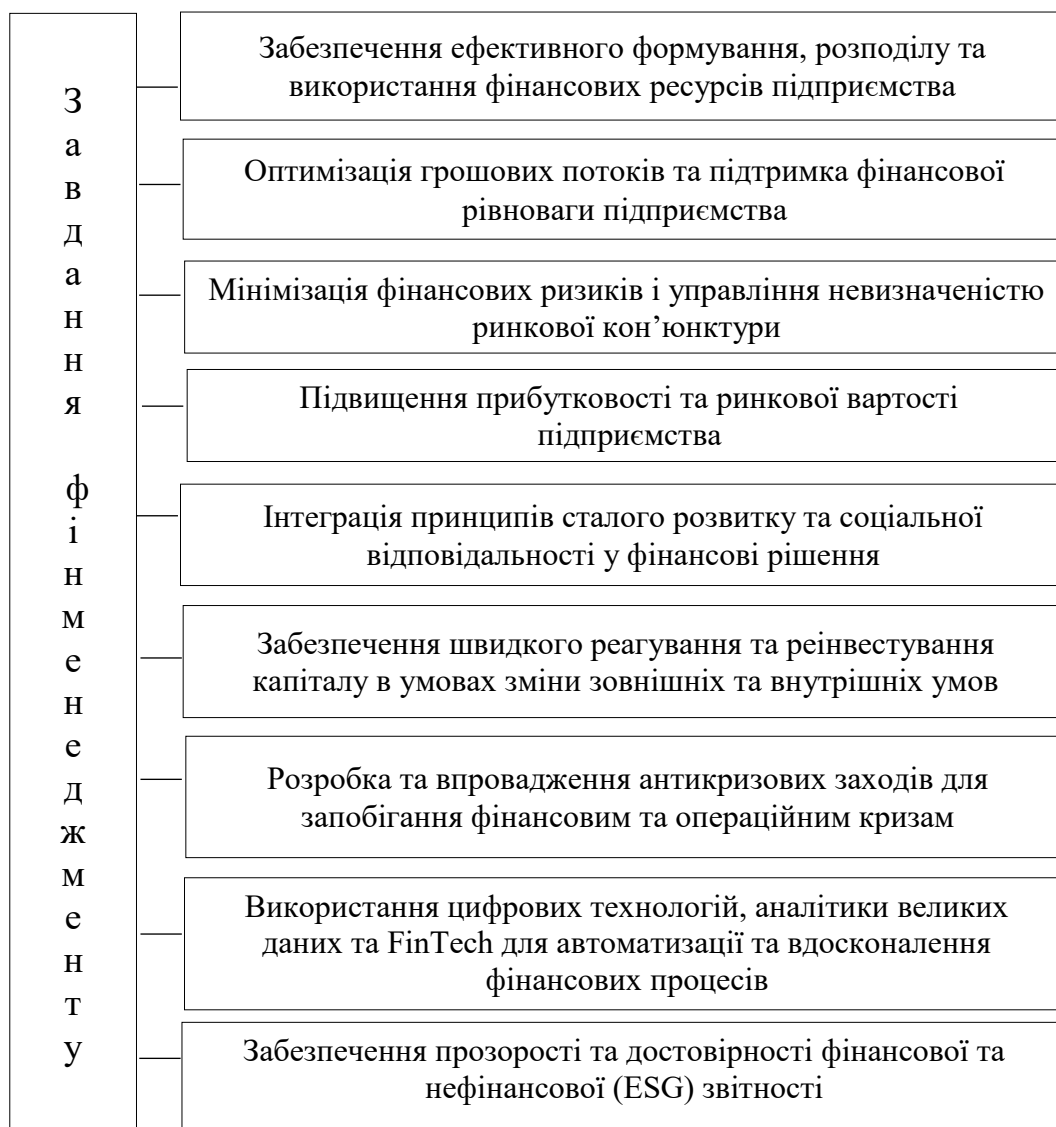 Завдання фінменеджменту
Забезпечення ефективного формування, розподілу та
використання фінансових ресурсів підприємства
Оптимізація грошових потоків та підтримка фінансової
рівноваги підприємства
Мінімізація фінансових ризиків і управління невизначеністю
ринкової кон’юнктури
Підвищення прибутковості та ринкової вартості
підприємства
Інтеграція принципів сталого розвитку та соціальної
відповідальності у фінансові рішення
Забезпечення швидкого реагування та реінвестування
капіталу в умовах зміни зовнішніх та внутрішніх умов
Розробка та впровадження антикризових заходів для
запобігання фінансовим та операційним кризам
Використання цифрових технологій, аналітики великих
даних та FinTech для автоматизації та вдосконалення
фінансових процесів
Забезпечення прозорості та достовірності фінансової та
нефінансової (ESG) звітності